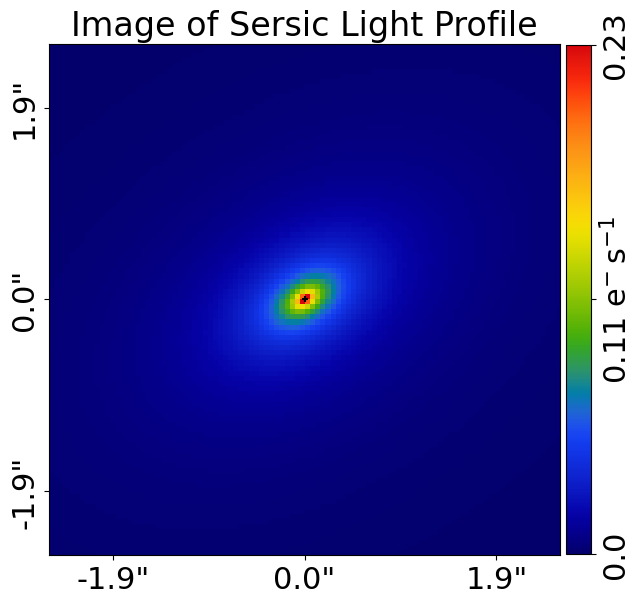 Image of Sersic Light Profile
1.9"
0.0"
-1.9"
-1.9" 0.0" 1.9"
0.23
0.11 e⁻ s⁻¹
0.0